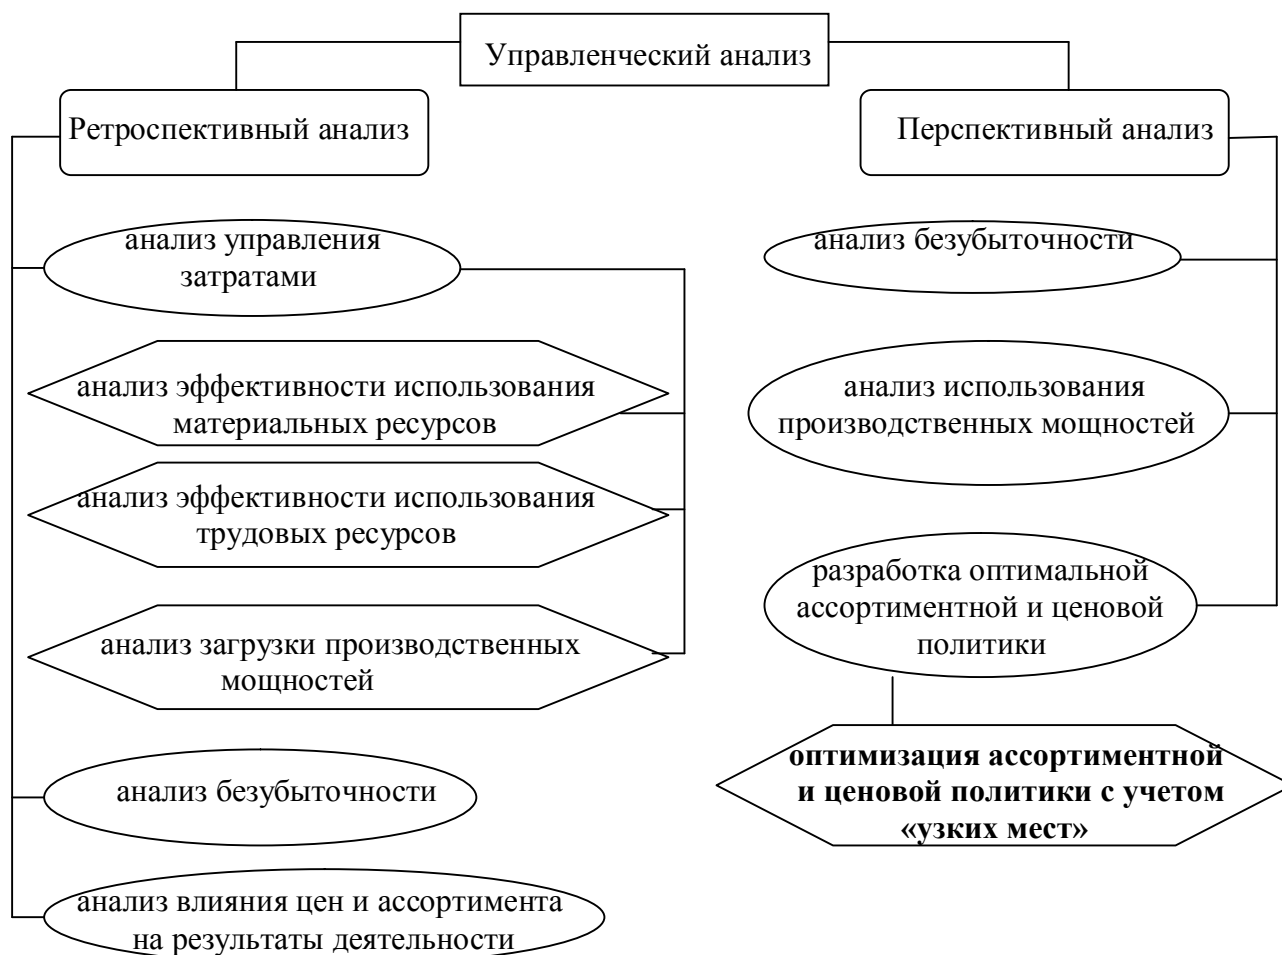 Управленческий анализ
Ретроспективный анализ
анализ управления
затратами
анализ эффективности использования
материальных ресурсов
анализ эффективности использования
трудовых ресурсов
анализ загрузки производственных
мощностей
анализ безубыточности
анализ влияния цен и ассортимента
на результаты деятельности
Перспективный анализ
анализ безубыточности
анализ использования
производственных мощностей
разработка оптимальной
ассортиментной и ценовой
политики
оптимизация ассортиментной
и ценовой политики с учетом
«узких мест»